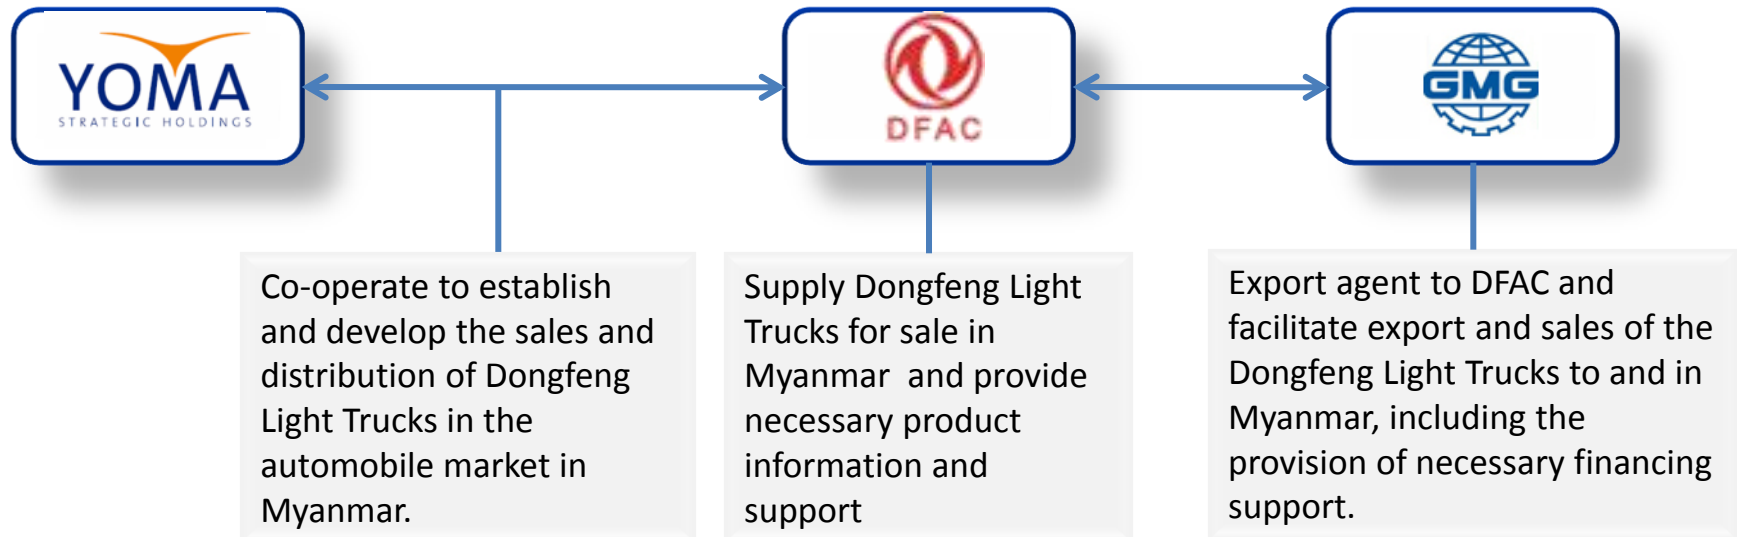 YOMA
STRATEGIC HOLDINGS
DFAC
GMG
Co-operate to establish
and develop the sales and
distribution of Dongfeng
Light Trucks in the
automobile market in
Myanmar.
Supply Dongfeng Light
Trucks for sale in
Myanmar  and provide
necessary product
information and
support
Export agent to DFAC and
facilitate export and sales of the
Dongfeng Light Trucks to and in
Myanmar, including the
provision of necessary financing
support.